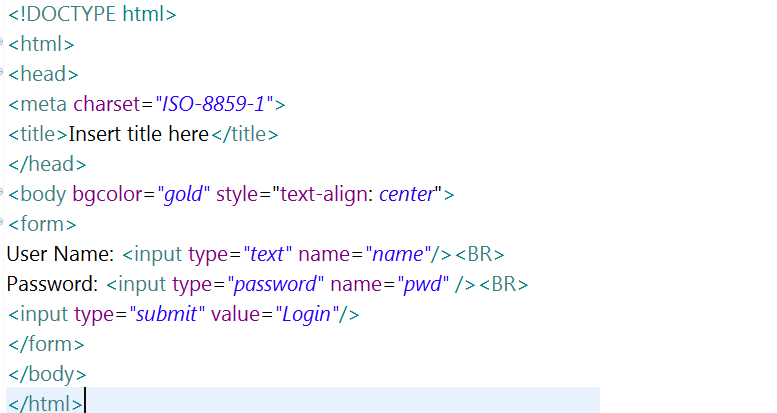 <!DOCTYPE html>
<html>
<head>
<meta charset="ISO-8859-1">
<title>Insert title here</title>
</head>
<body bgcolor="gold" style="text-align: center">
<form>
User Name: <input type="text" name="name"/><BR>
Password: <input type="password" name="pwd" /><BR>
<input type="submit" value="Login"/>
</form>
</body>
</html>